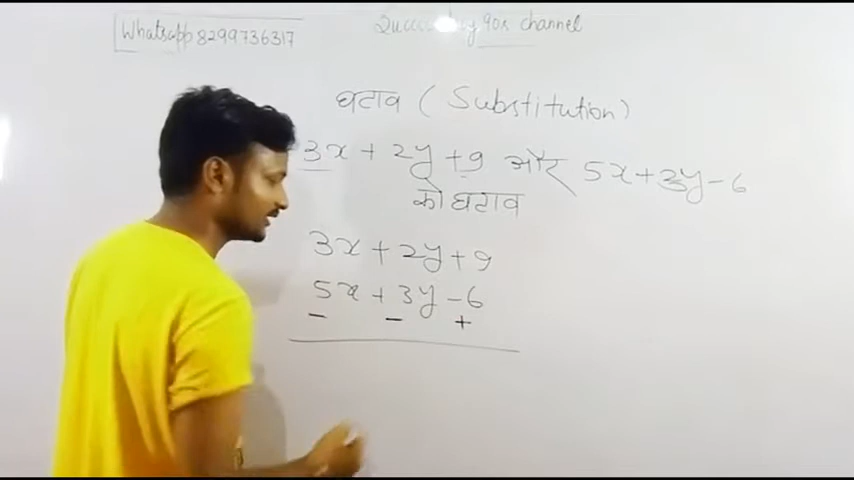 Whatsapp 8299736317
90s channel
घटाव ( Substitution )
3x + 2y + 9 और 5x + 3y - 6
को घटाव
3x + 2y + 9
5x + 3y - 6
- - +